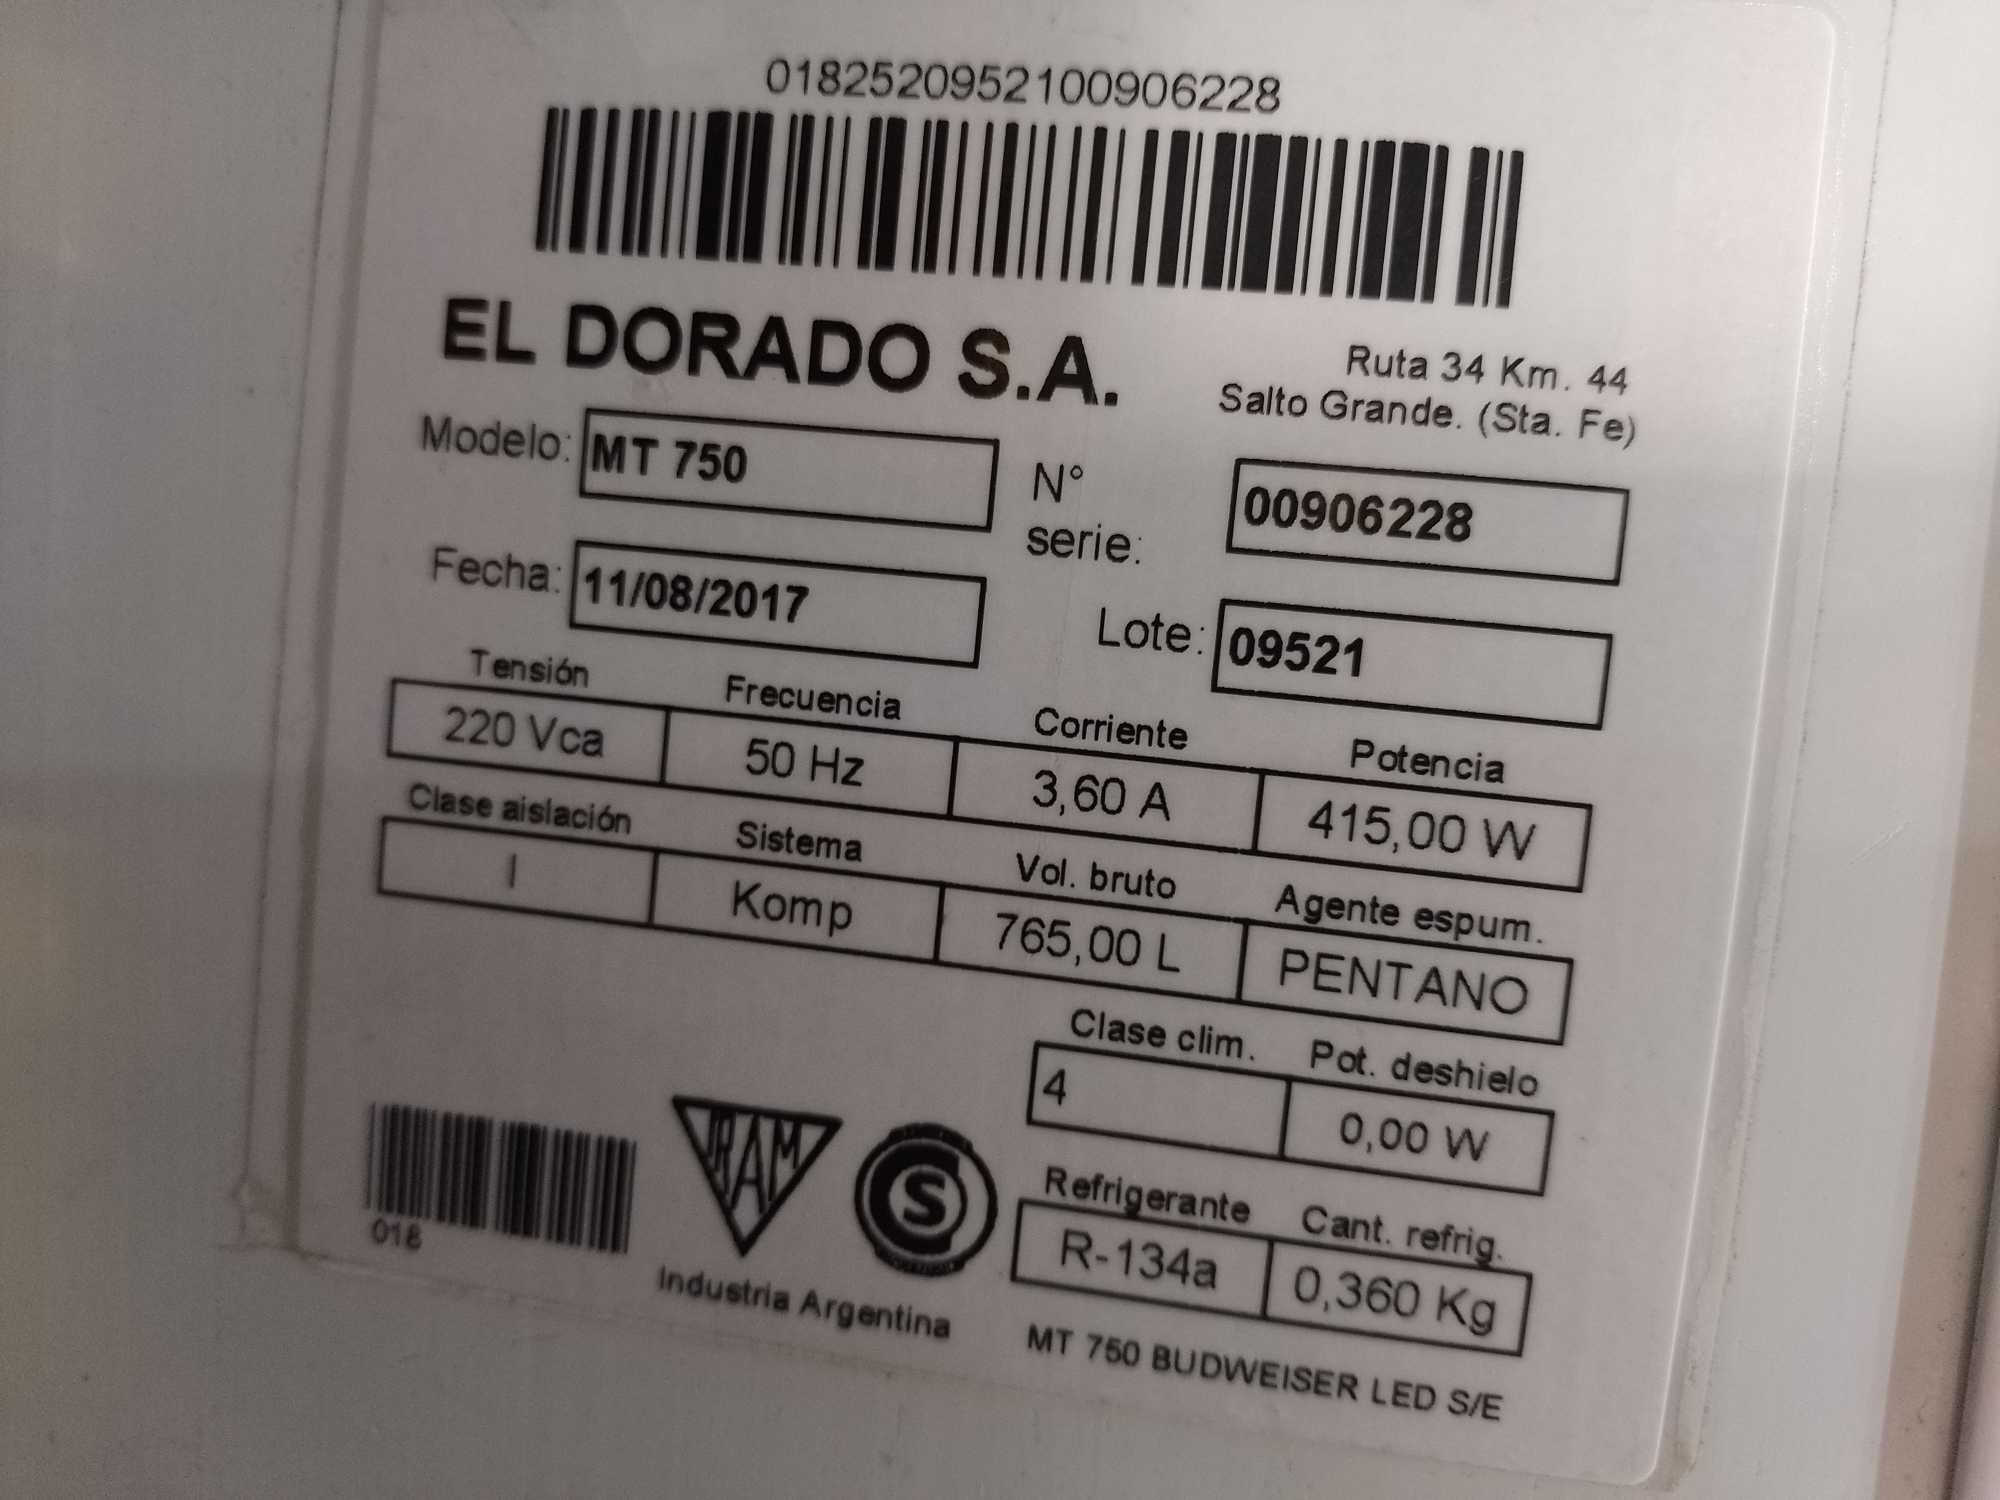 0182520952100906228
EL DORADO S.A.
Ruta 34 Km. 44
Salto Grande. (Sta. Fe)
Modelo: MT 750
N° serie: 00906228
Fecha: 11/08/2017
Lote: 09521
Tensión Frecuencia Corriente Potencia
220 Vca 50 Hz 3,60 A 415,00 W
Clase aislación Sistema Vol. bruto Agente espum.
I Komp 765,00 L PENTANO
Clase clim. Pot. deshielo
4 0,00 W
Refrigerante Cant. refrig.
R-134a 0,360 Kg
018
IRAM
S
Industria Argentina
MT 750 BUDWEISER LED S/E